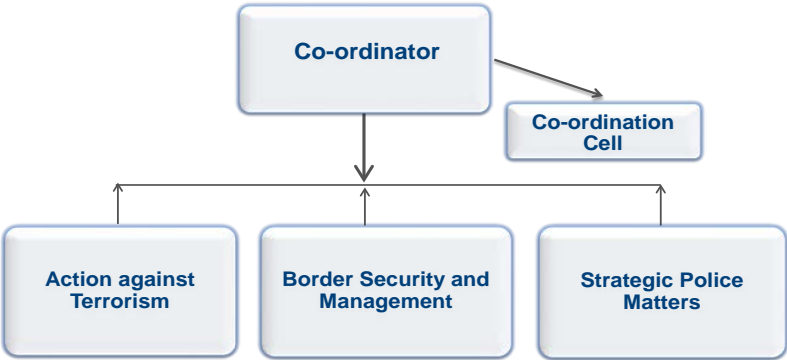 Co-ordinator
Co-ordination
Cell
Action against
Terrorism
Border Security and
Management
Strategic Police
Matters